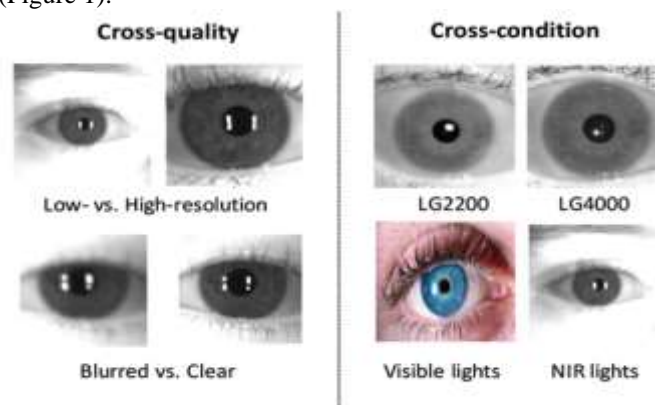 (Figure 1).
Cross-quality
Cross-condition
Low- vs. High-resolution
LG2200
LG4000
Blurred vs. Clear
Visible lights
NIR lights